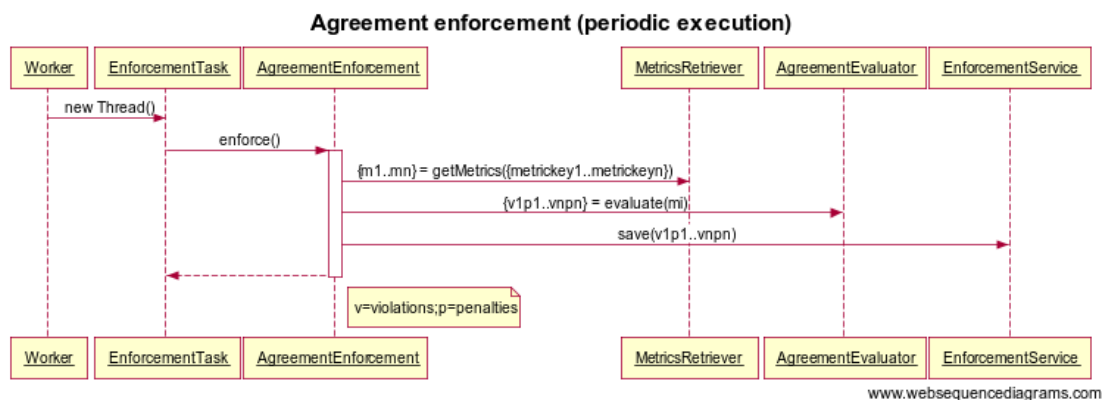 Agreement enforcement (periodic execution)
Worker EnforcementTask AgreementEnforcement MetricsRetriever AgreementEvaluator EnforcementService
new Thread()
enforce()
{m1..mn} = getMetrics({metrickey1..metrickeyn})
{v1p1..vnpn} = evaluate(mi)
save(v1p1..vnpn)
v=violations;p=penalties
Worker EnforcementTask AgreementEnforcement MetricsRetriever AgreementEvaluator EnforcementService
www.websequencediagrams.com